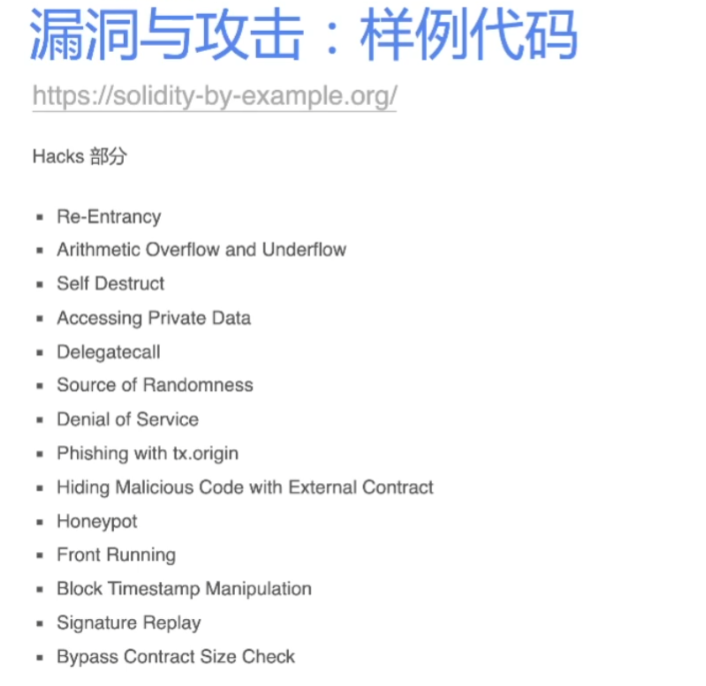 漏洞与攻击：样例代码
https://solidity-by-example.org/
Hacks 部分
▪ Re-Entrancy
▪ Arithmetic Overflow and Underflow
▪ Self Destruct
▪ Accessing Private Data
▪ Delegatecall
▪ Source of Randomness
▪ Denial of Service
▪ Phishing with tx.origin
▪ Hiding Malicious Code with External Contract
▪ Honeypot
▪ Front Running
▪ Block Timestamp Manipulation
▪ Signature Replay
▪ Bypass Contract Size Check